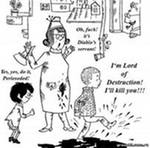 Oh, fuck!
it's
Diablo's
servant!
I'm Lord
of
Destruction!
I'll kill you!!!
Yes, yes, do it,